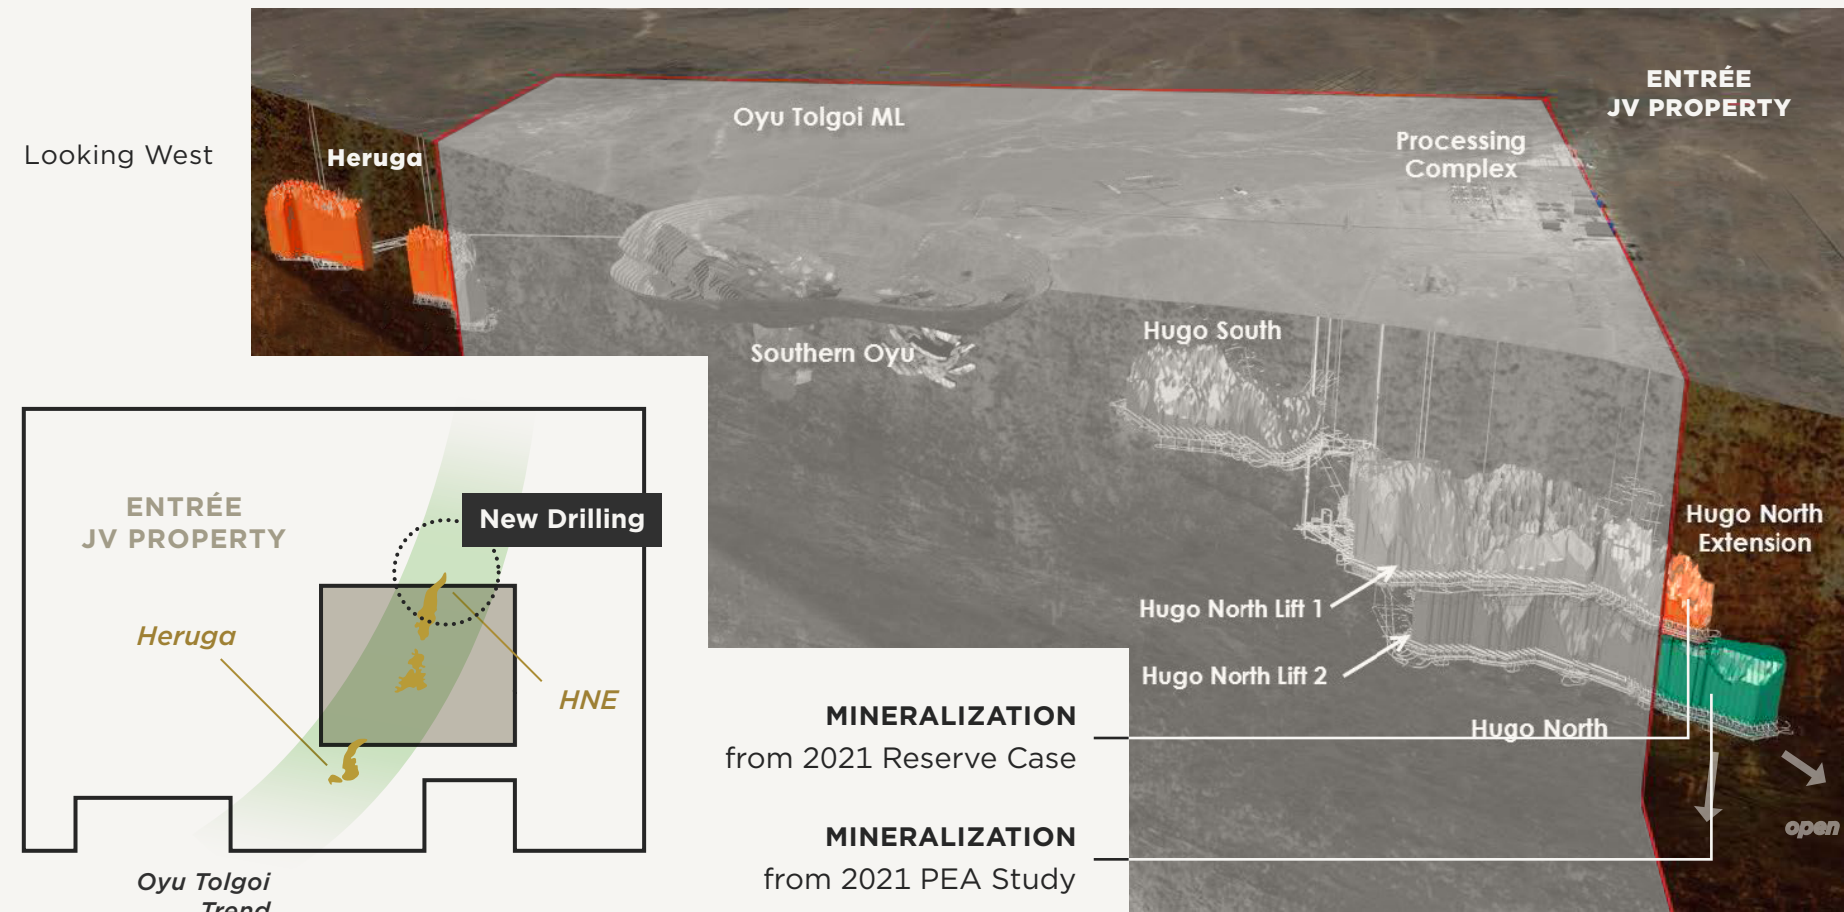 Looking West
Heruga
Oyu Tolgoi ML
ENTRÉE
JV PROPERTY
Processing
Complex
Southern Oyu
Hugo South
Hugo North
Extension
Hugo North Lift 1
Hugo North Lift 2
Hugo North
open
MINERALIZATION
from 2021 Reserve Case
MINERALIZATION
from 2021 PEA Study
ENTRÉE
JV PROPERTY
New Drilling
Heruga
HNE
Oyu Tolgoi
Trend